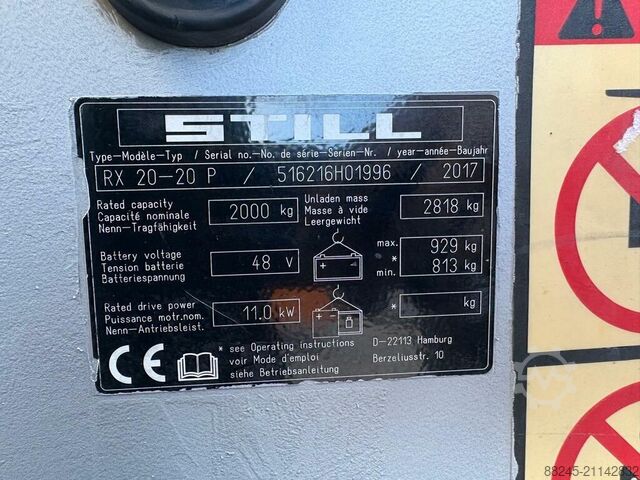 STILL
Type-Modèle-Typ / Serial no.-No. de série-Serien-Nr. / year-année-Baujahr
RX 20-20 P / 516216H01996 / 2017
Rated capacity
Capacité nominale
Nenn-Tragfähigkeit
2000 kg
Unladen mass
Masse à vide
Leergewicht
2818 kg
Battery voltage
Tension batterie
Batteriespannung
48 V
max. 929 kg
*
min. 813 kg
Rated drive power
Puissance motr.nom.
Nenn-Antriebsleist.
11.0 kW
* kg
CE
* see Operating instructions
voir Mode d'emploi
siehe Betriebsanleitung
D-22113 Hamburg
Berzeliusstr. 10
88245-21142832